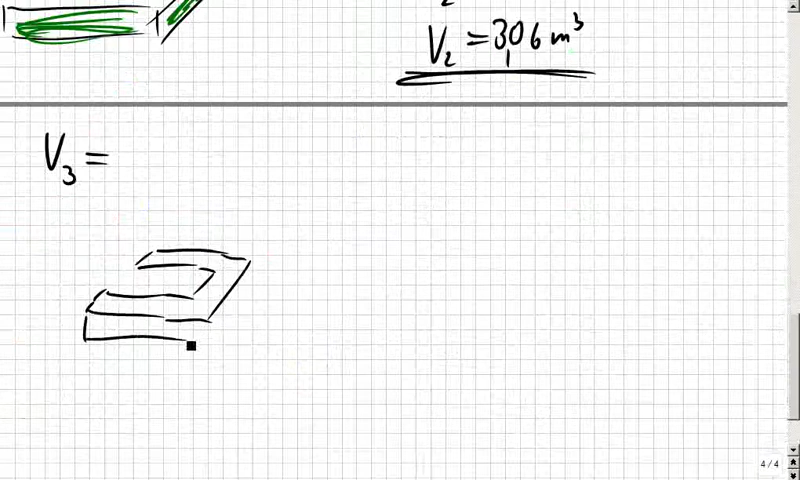 V₂ = 306 m³
V₃ =
4 / 4